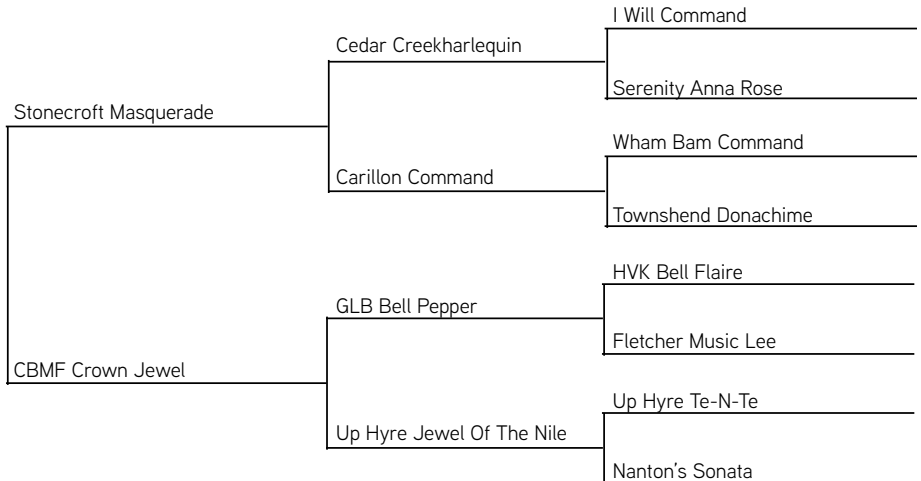 I Will Command
Cedar Creekharlequin
Serenity Anna Rose
Stonecroft Masquerade
Wham Bam Command
Carillon Command
Townshend Donachime
HVK Bell Flaire
GLB Bell Pepper
Fletcher Music Lee
CBMF Crown Jewel
Up Hyre Te-N-Te
Up Hyre Jewel Of The Nile
Nanton's Sonata